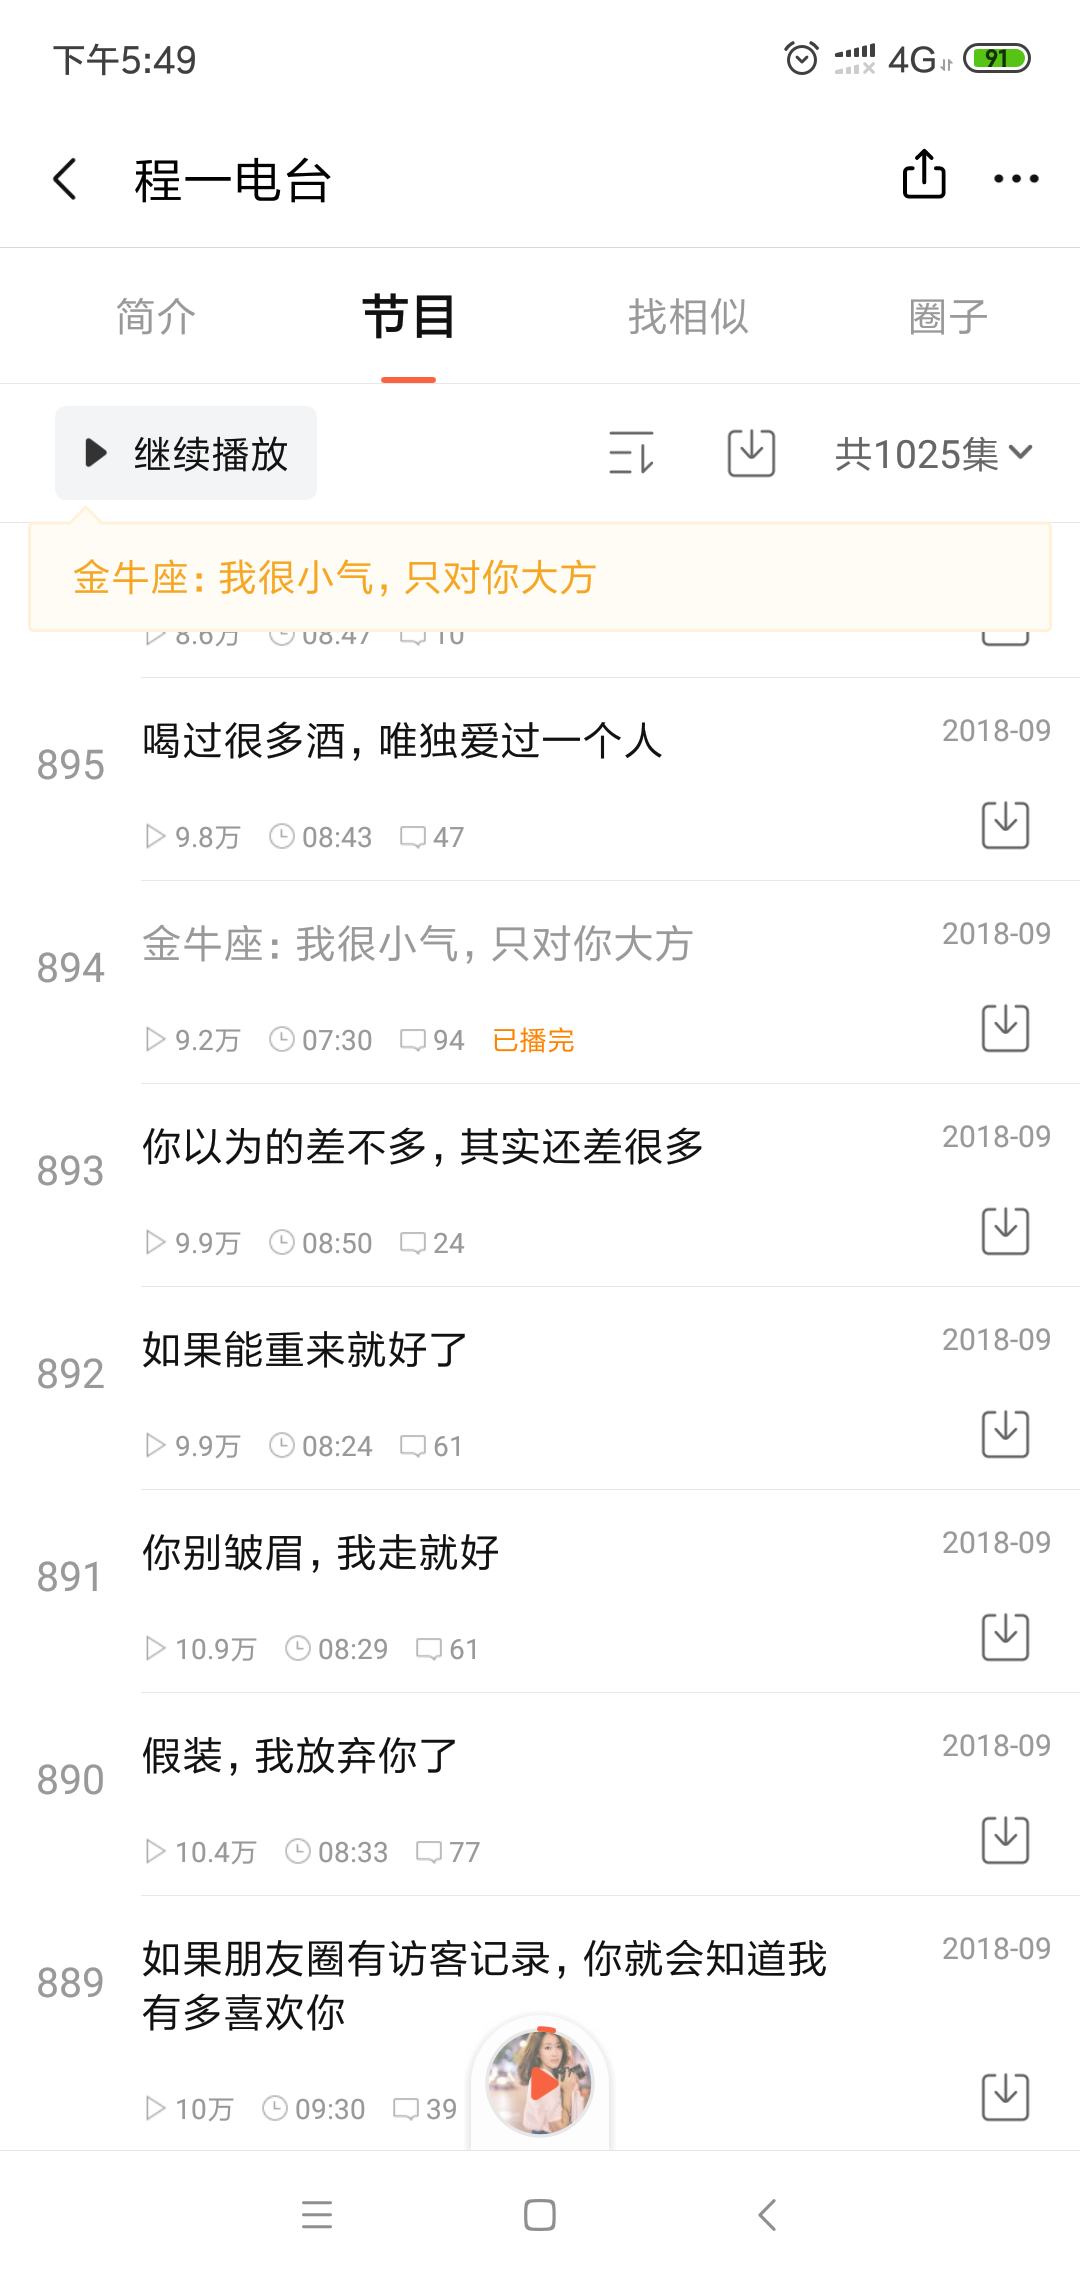 下午5:49
4G
91
程一电台
简介
节目
找相似
圈子
继续播放
共1025集
金牛座：我很小气，只对你大方
8.6万 08:47 10
喝过很多酒，唯独爱过一个人
2018-09
895
9.8万 08:43 47
金牛座：我很小气，只对你大方
2018-09
894
9.2万 07:30 94 已播完
你以为的差不多，其实还差很多
2018-09
893
9.9万 08:50 24
如果能重来就好了
2018-09
892
9.9万 08:24 61
你别皱眉，我走就好
2018-09
891
10.9万 08:29 61
假装，我放弃你了
2018-09
890
10.4万 08:33 77
如果朋友圈有访客记录，你就会知道我
2018-09
889
有多喜欢你
10万 09:30 39